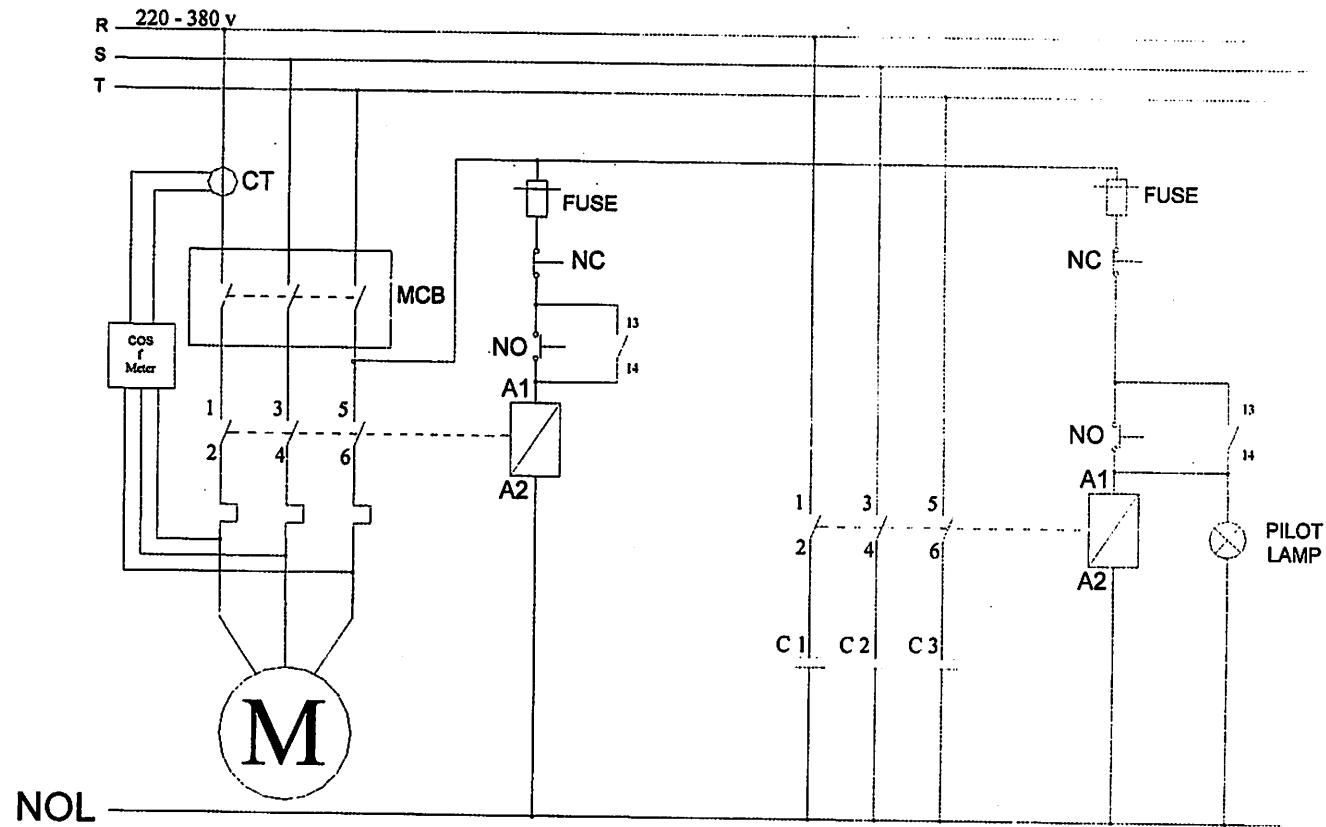 220 - 380 v
R
S
T
CT
MCB
cos
f
Meter
1
3
5
2
4
6
FUSE
NC
NO
13
14
A1
A2
FUSE
NC
NO
13
14
A1
A2
1
3
5
2
4
6
PILOT
LAMP
C 1
C 2
C 3
M
NOL